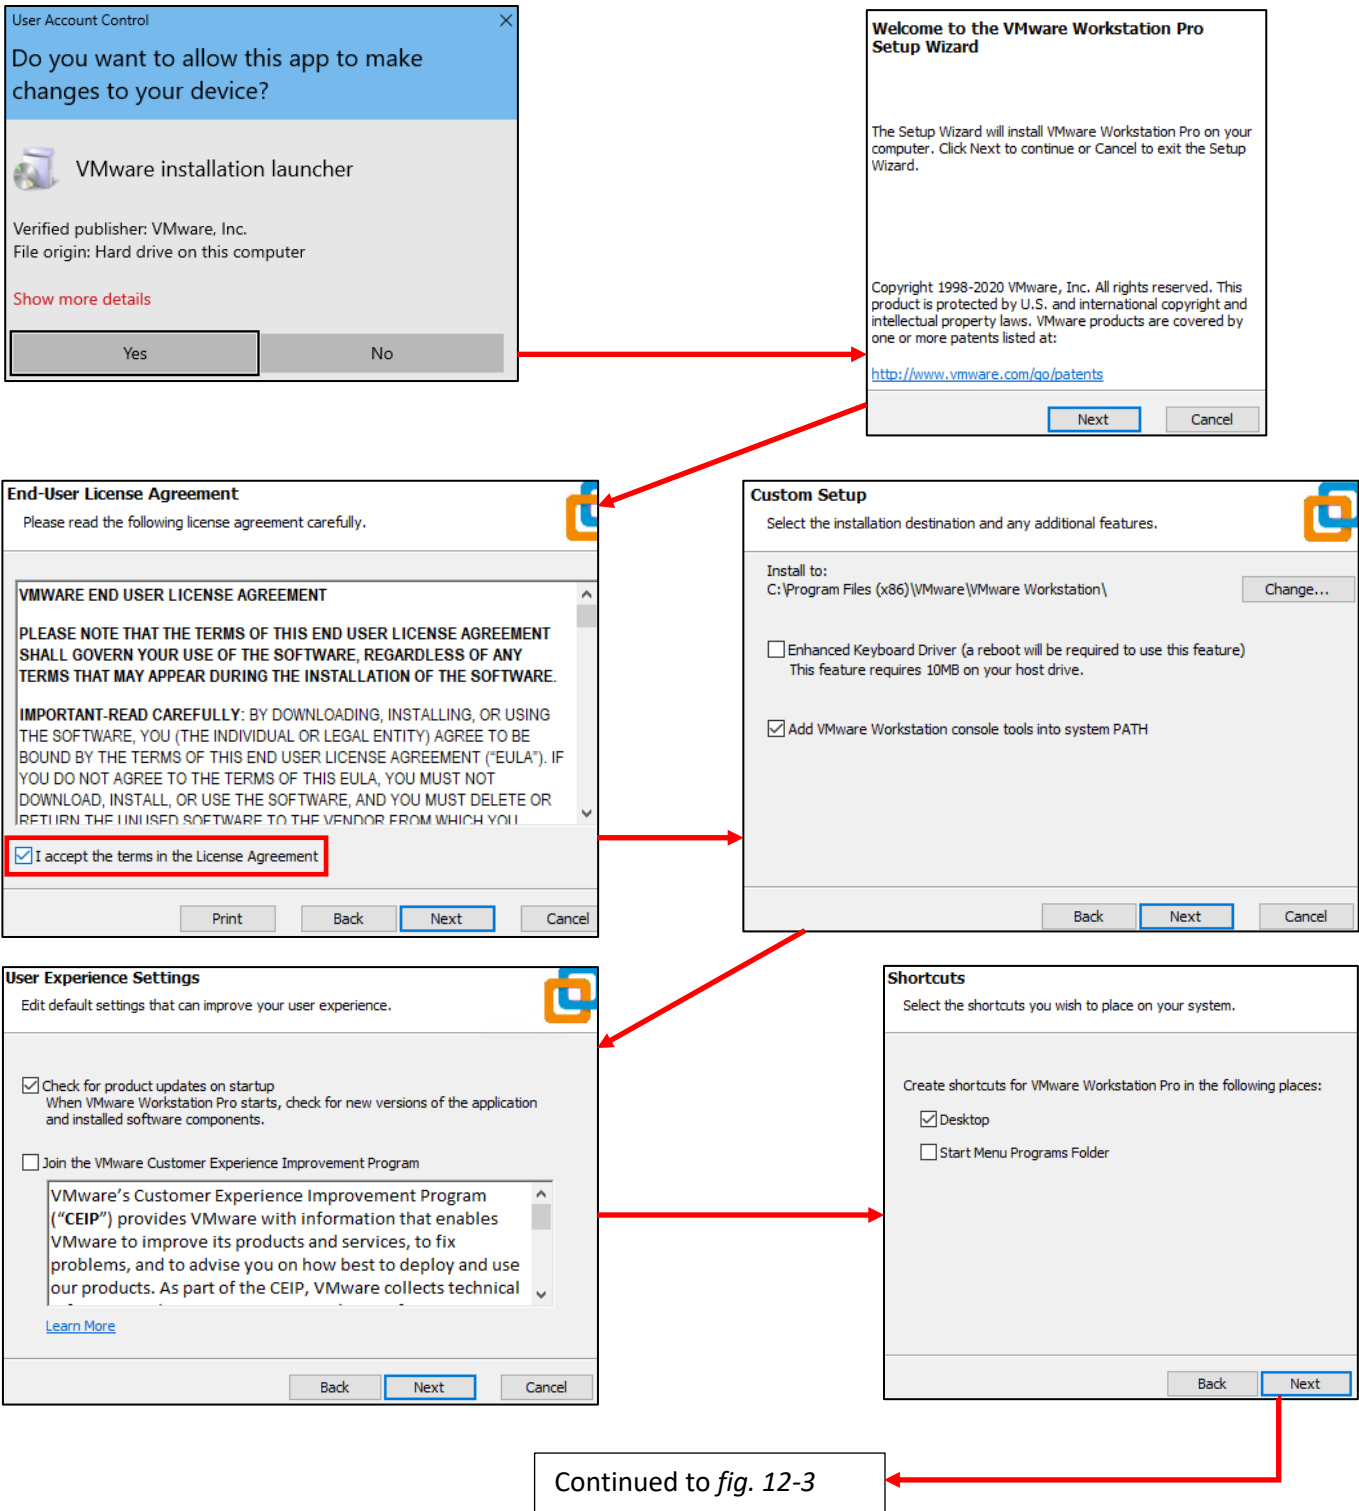 User Account Control
Do you want to allow this app to make
changes to your device?
VMware installation launcher
Verified publisher: VMware, Inc.
File origin: Hard drive on this computer
Show more details
Yes
No
Welcome to the VMware Workstation Pro
Setup Wizard
The Setup Wizard will install VMware Workstation Pro on your
computer. Click Next to continue or Cancel to exit the Setup
Wizard.
Copyright 1998-2020 VMware, Inc. All rights reserved. This
product is protected by U.S. and international copyright and
intellectual property laws. VMware products are covered by
one or more patents listed at:
http://www.vmware.com/go/patents
Next
Cancel
End-User License Agreement
Please read the following license agreement carefully.
VMWARE END USER LICENSE AGREEMENT
PLEASE NOTE THAT THE TERMS OF THIS END USER LICENSE AGREEMENT
SHALL GOVERN YOUR USE OF THE SOFTWARE, REGARDLESS OF ANY
TERMS THAT MAY APPEAR DURING THE INSTALLATION OF THE SOFTWARE.
IMPORTANT-READ CAREFULLY: BY DOWNLOADING, INSTALLING, OR USING
THE SOFTWARE, YOU (THE INDIVIDUAL OR LEGAL ENTITY) AGREE TO BE
BOUND BY THE TERMS OF THIS END USER LICENSE AGREEMENT (“EULA”). IF
YOU DO NOT AGREE TO THE TERMS OF THIS EULA, YOU MUST NOT
DOWNLOAD, INSTALL, OR USE THE SOFTWARE, AND YOU MUST DELETE OR
RETURN THE UNUSED SOFTWARE TO THE VENDOR FROM WHICH YOU
I accept the terms in the License Agreement
Print
Back
Next
Cancel
Custom Setup
Select the installation destination and any additional features.
Install to:
C:\Program Files (x86)\VMware\VMware Workstation\
Change...
Enhanced Keyboard Driver (a reboot will be required to use this feature)
This feature requires 10MB on your host drive.
Add VMware Workstation console tools into system PATH
Back
Next
Cancel
User Experience Settings
Edit default settings that can improve your user experience.
Check for product updates on startup
When VMware Workstation Pro starts, check for new versions of the application
and installed software components.
Join the VMware Customer Experience Improvement Program
VMware’s Customer Experience Improvement Program
(“CEIP”) provides VMware with information that enables
VMware to improve its products and services, to fix
problems, and to advise you on how best to deploy and use
our products. As part of the CEIP, VMware collects technical
Learn More
Back
Next
Cancel
Shortcuts
Select the shortcuts you wish to place on your system.
Create shortcuts for VMware Workstation Pro in the following places:
Desktop
Start Menu Programs Folder
Back
Next
Continued to fig. 12-3